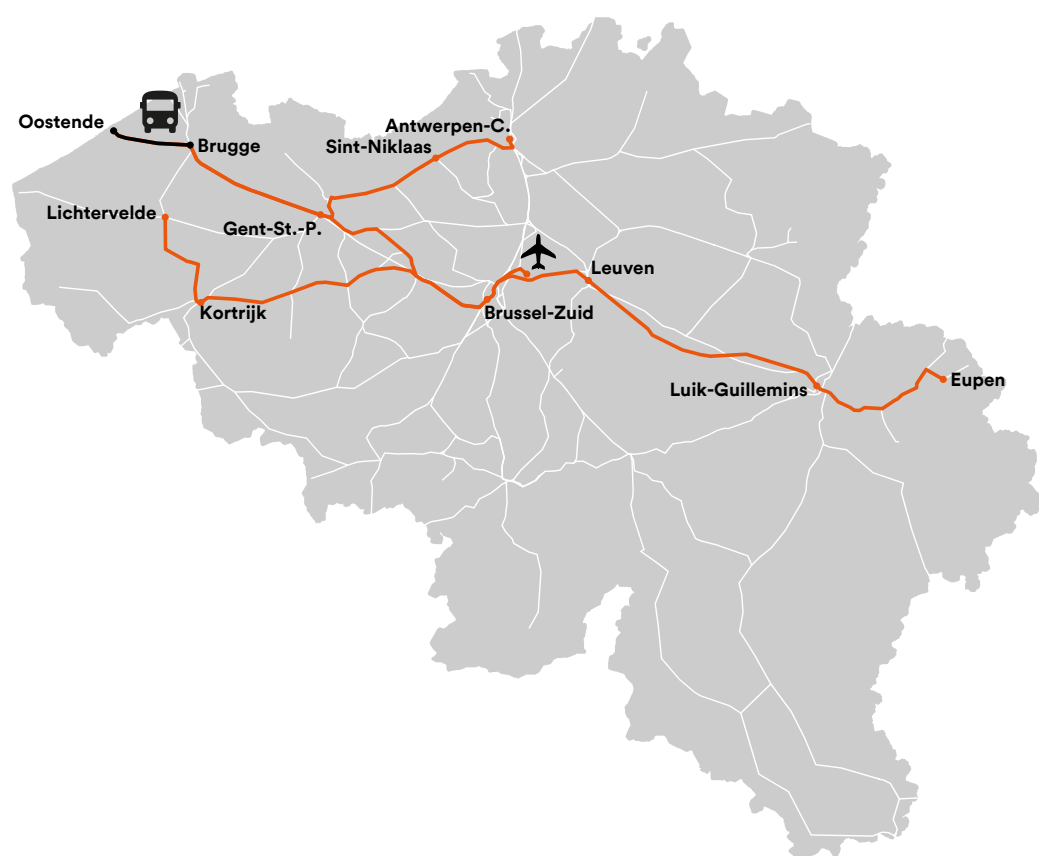 Oostende
Brugge
Antwerpen-C.
Sint-Niklaas
Lichtervelde
Gent-St.-P.
Leuven
Kortrijk
Brussel-Zuid
Luik-Guillemins
Eupen